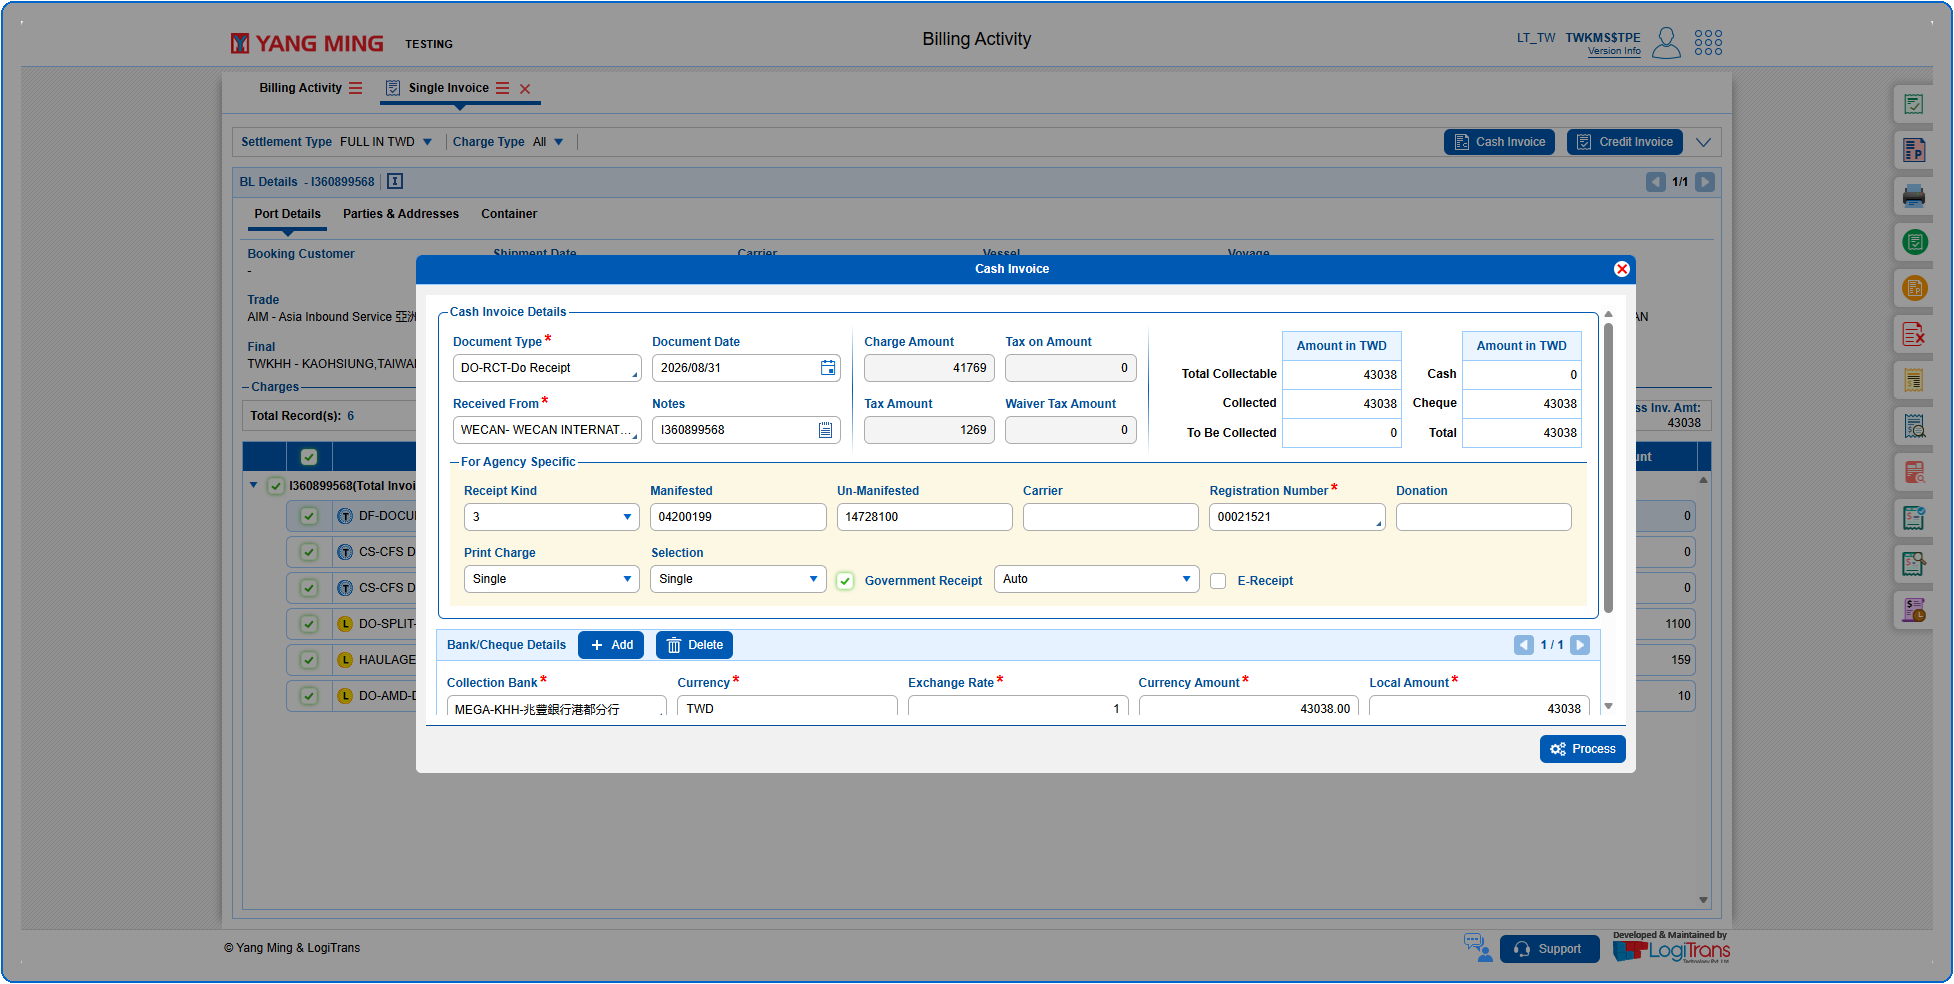 YANG MING TESTING
Billing Activity
LT_TW TWKMS$TPE
Version Info
Billing Activity
Single Invoice
Settlement Type FULL IN TWD
Charge Type All
Cash Invoice
Credit Invoice
BL Details - I360899568
1/1
Port Details Parties & Addresses Container
Booking Customer Shipment Date Carrier Vessel Voyage
-
Trade
AIM - Asia Inbound Service
Final
TWKHH - KAOHSIUNG,TAIWAN
Charges
Total Record(s): 6
ss Inv. Amt:
43038
unt
I360899568(Total Invoi
DF-DOCU
0
CS-CFS D
0
CS-CFS D
0
DO-SPLIT-
1100
HAULAGE
159
DO-AMD-D
10
Cash Invoice
Cash Invoice Details
Document Type* Document Date Charge Amount Tax on Amount
DO-RCT-Do Receipt 2026/08/31 41769 0
Received From* Notes Tax Amount Waiver Tax Amount
WECAN- WECAN INTERNAT... I360899568 1269 0
Amount in TWD Amount in TWD
Total Collectable 43038 Cash 0
Collected 43038 Cheque 43038
To Be Collected 0 Total 43038
For Agency Specific
Receipt Kind Manifested Un-Manifested Carrier Registration Number* Donation
3 04200199 14728100 00021521
Print Charge Selection
Single Single Government Receipt Auto E-Receipt
Bank/Cheque Details Add Delete 1 / 1
Collection Bank* Currency* Exchange Rate* Currency Amount* Local Amount*
MEGA-KHH-兆豐銀行港都分行 TWD 1 43038.00 43038
Process
© Yang Ming & LogiTrans
Support
Developed & Maintained by
LogiTrans